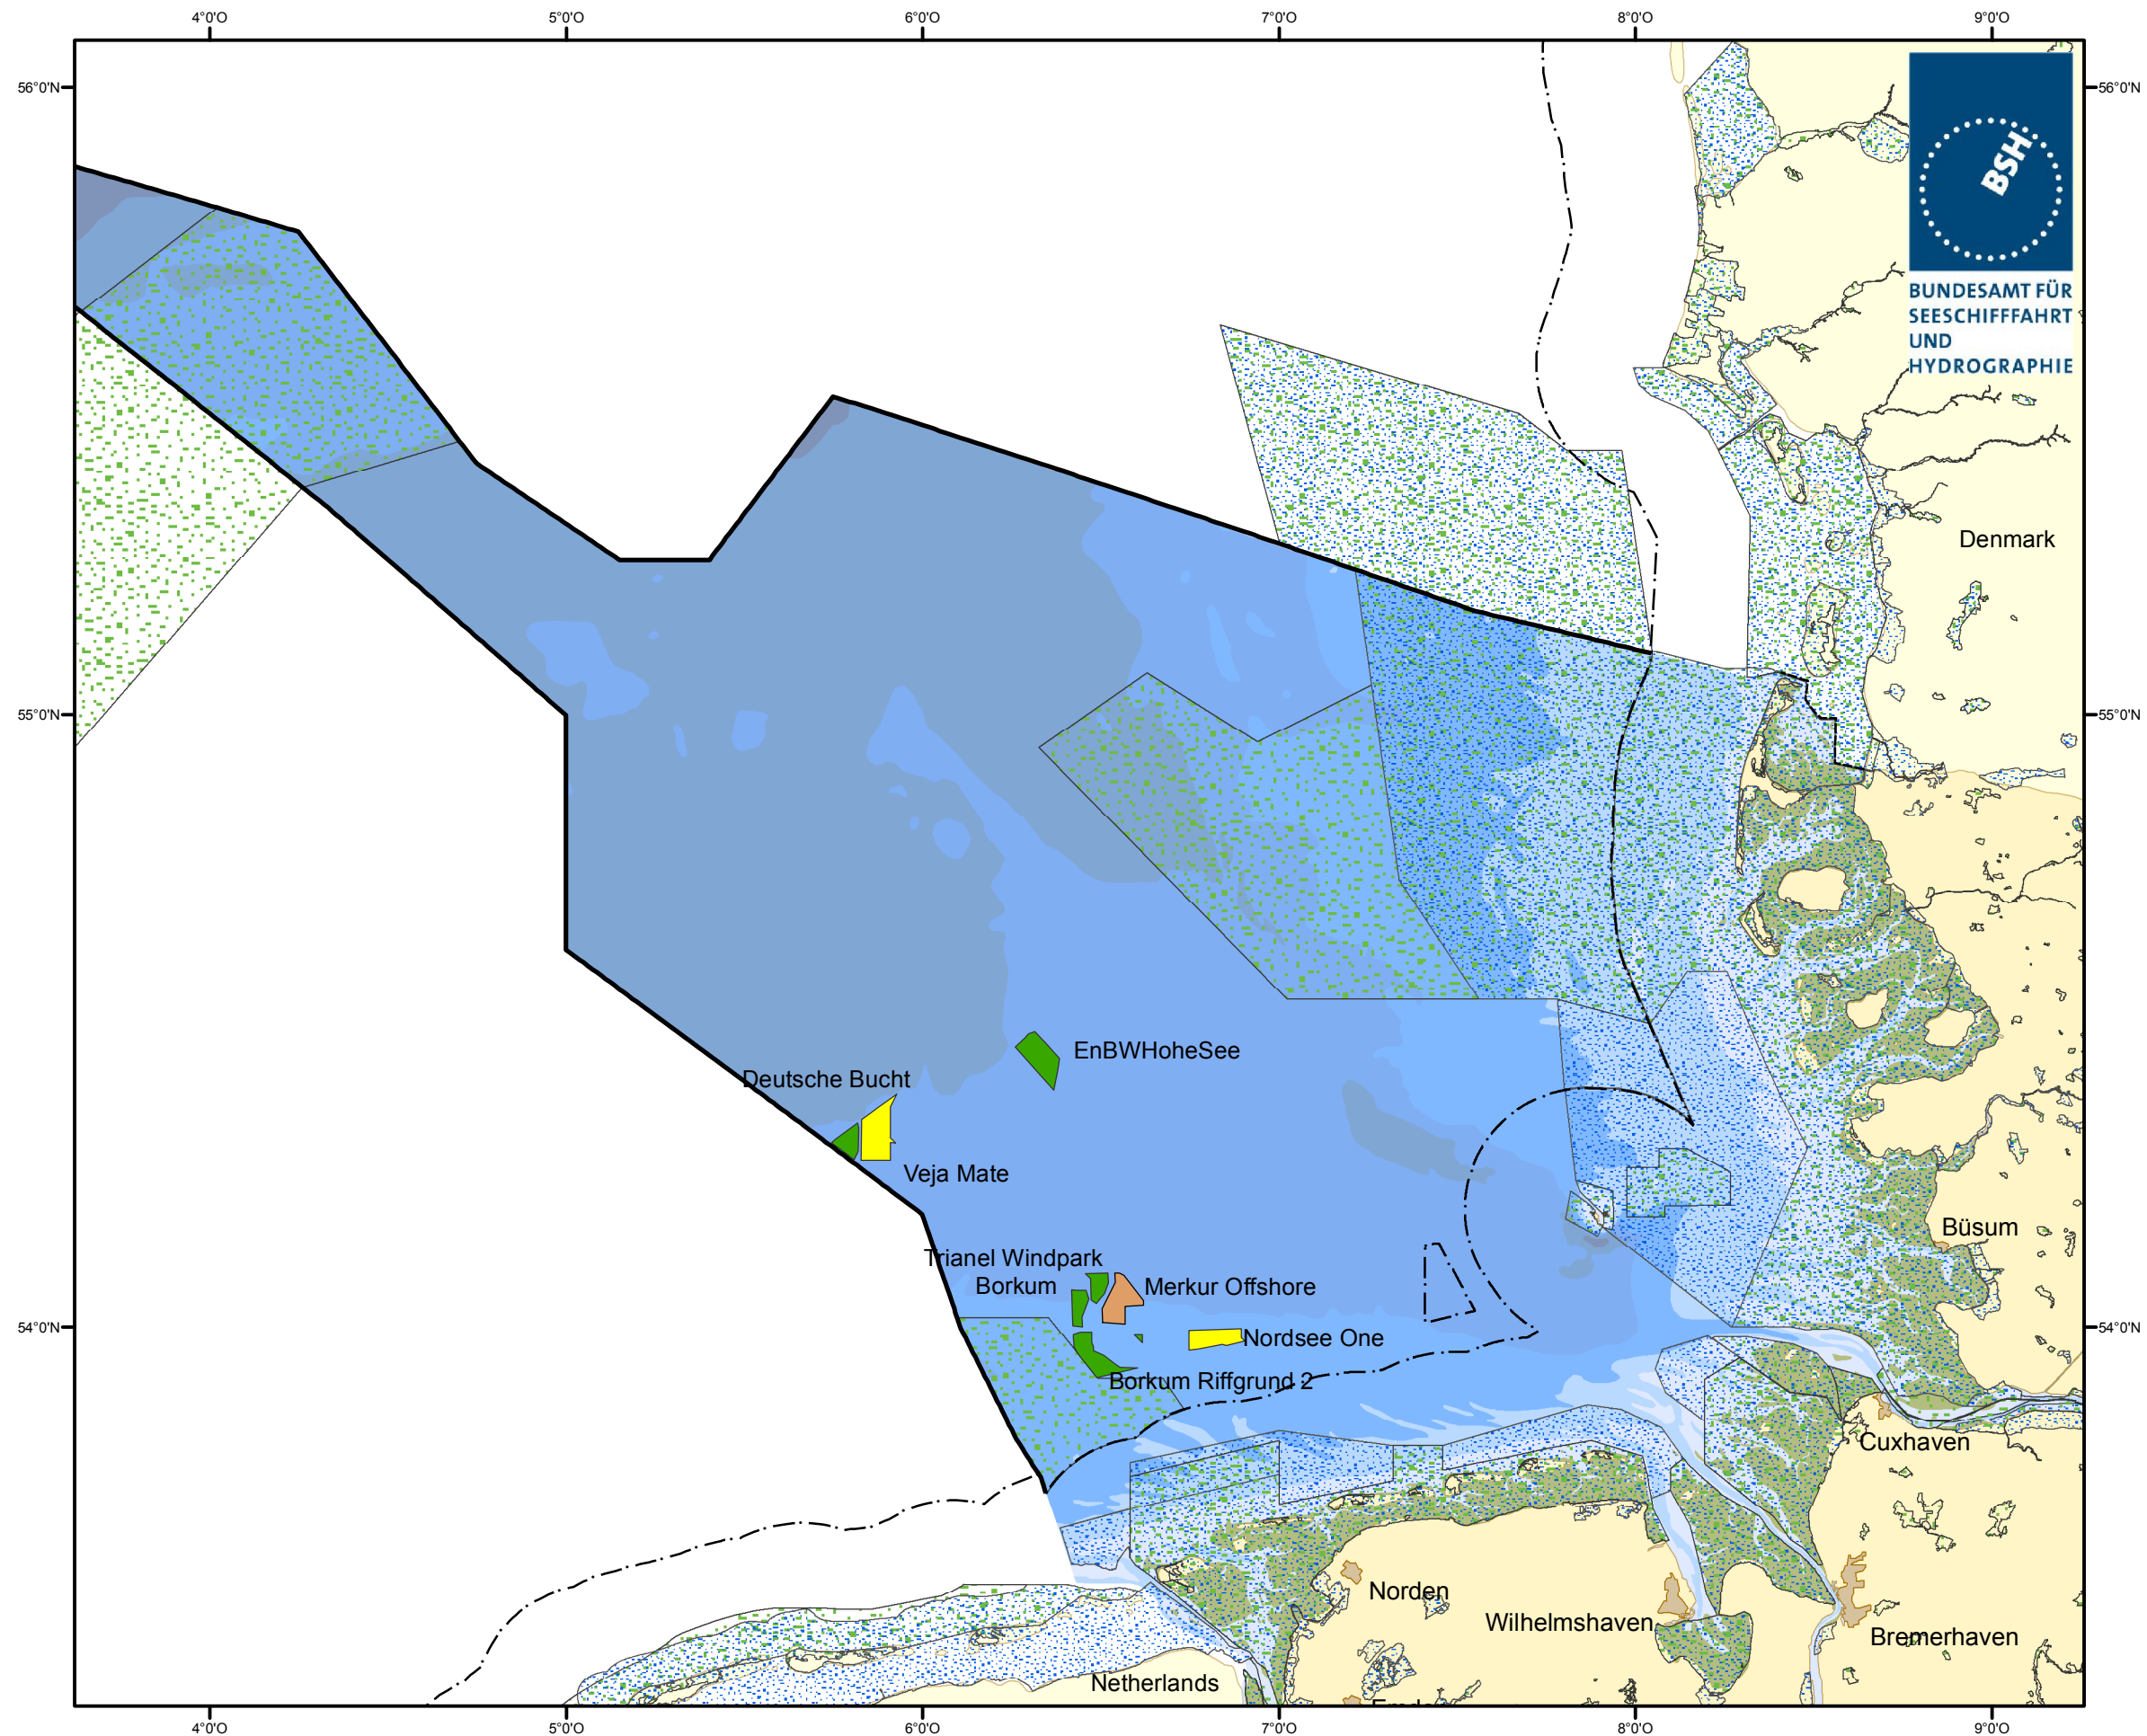 4°0'O 5°0'O 6°0'O 7°0'O 8°0'O 9°0'O
56°0'N 56°0'N
BSH
BUNDESAMT FÜR
SEESCHIFFFAHRT
UND
HYDROGRAPHIE
Denmark
55°0'N 55°0'N
EnBWHoheSee
Deutsche Bucht
Veja Mate
Büsum
Trianel Windpark
Borkum
Merkur Offshore
54°0'N 54°0'N
Nordsee One
Borkum Riffgrund 2
Cuxhaven
Norden
Wilhelmshaven
Bremerhaven
Netherlands
4°0'O 5°0'O 6°0'O 7°0'O 8°0'O 9°0'O